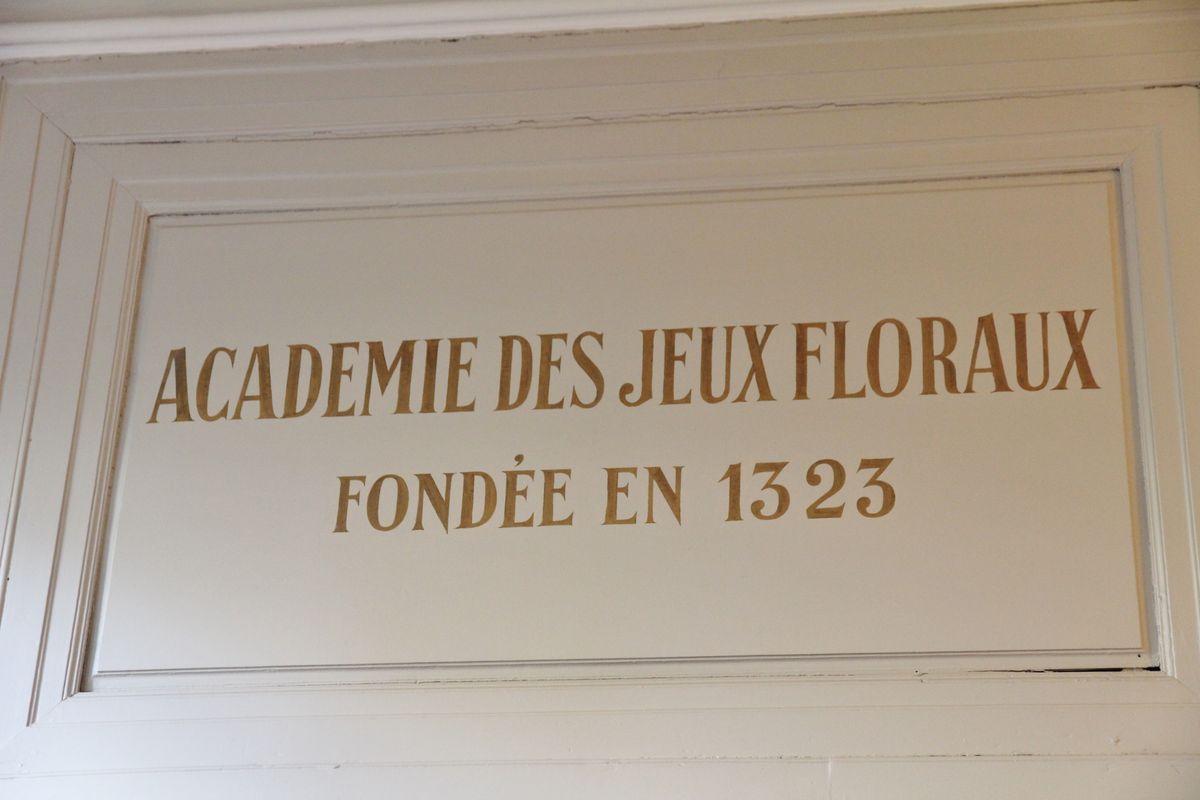 ACADEMIE DES JEUX FLORAUX
FONDÉE EN 1323